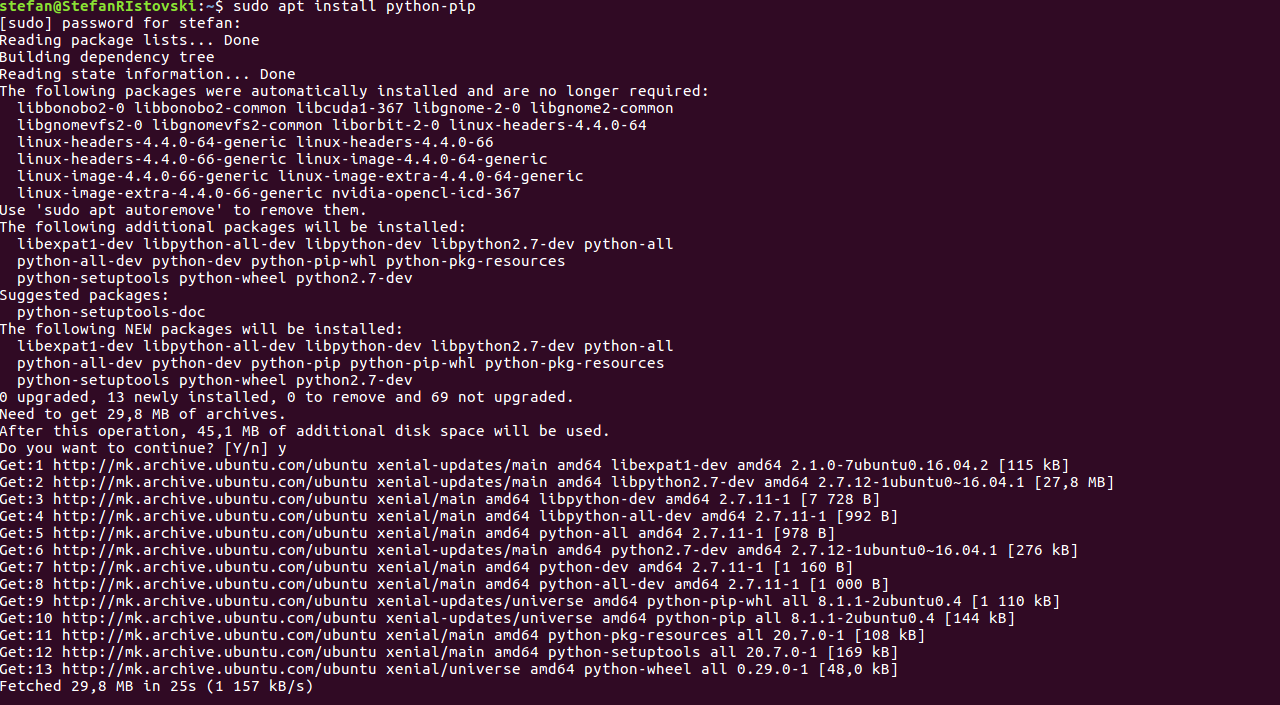 stefan@StefanRIstovski:~$ sudo apt install python-pip
[sudo] password for stefan:
Reading package lists... Done
Building dependency tree
Reading state information... Done
The following packages were automatically installed and are no longer required:
  libbonobo2-0 libbonobo2-common libcuda1-367 libgnome-2-0 libgnome2-common
  libgnomevfs2-0 libgnomevfs2-common liborbit-2-0 linux-headers-4.4.0-64
  linux-headers-4.4.0-64-generic linux-headers-4.4.0-66
  linux-headers-4.4.0-66-generic linux-image-4.4.0-64-generic
  linux-image-4.4.0-66-generic linux-image-extra-4.4.0-64-generic
  linux-image-extra-4.4.0-66-generic nvidia-opencl-icd-367
Use 'sudo apt autoremove' to remove them.
The following additional packages will be installed:
  libexpat1-dev libpython-all-dev libpython-dev libpython2.7-dev python-all
  python-all-dev python-dev python-pip-whl python-pkg-resources
  python-setuptools python-wheel python2.7-dev
Suggested packages:
  python-setuptools-doc
The following NEW packages will be installed:
  libexpat1-dev libpython-all-dev libpython-dev libpython2.7-dev python-all
  python-all-dev python-dev python-pip python-pip-whl python-pkg-resources
  python-setuptools python-wheel python2.7-dev
0 upgraded, 13 newly installed, 0 to remove and 69 not upgraded.
Need to get 29,8 MB of archives.
After this operation, 45,1 MB of additional disk space will be used.
Do you want to continue? [Y/n] y
Get:1 http://mk.archive.ubuntu.com/ubuntu xenial-updates/main amd64 libexpat1-dev amd64 2.1.0-7ubuntu0.16.04.2 [115 kB]
Get:2 http://mk.archive.ubuntu.com/ubuntu xenial-updates/main amd64 libpython2.7-dev amd64 2.7.12-1ubuntu0~16.04.1 [27,8 MB]
Get:3 http://mk.archive.ubuntu.com/ubuntu xenial/main amd64 libpython-dev amd64 2.7.11-1 [7 728 B]
Get:4 http://mk.archive.ubuntu.com/ubuntu xenial/main amd64 libpython-all-dev amd64 2.7.11-1 [992 B]
Get:5 http://mk.archive.ubuntu.com/ubuntu xenial/main amd64 python-all amd64 2.7.11-1 [978 B]
Get:6 http://mk.archive.ubuntu.com/ubuntu xenial-updates/main amd64 python2.7-dev amd64 2.7.12-1ubuntu0~16.04.1 [276 kB]
Get:7 http://mk.archive.ubuntu.com/ubuntu xenial/main amd64 python-dev amd64 2.7.11-1 [1 160 B]
Get:8 http://mk.archive.ubuntu.com/ubuntu xenial/main amd64 python-all-dev amd64 2.7.11-1 [1 000 B]
Get:9 http://mk.archive.ubuntu.com/ubuntu xenial-updates/universe amd64 python-pip-whl all 8.1.1-2ubuntu0.4 [1 110 kB]
Get:10 http://mk.archive.ubuntu.com/ubuntu xenial-updates/universe amd64 python-pip all 8.1.1-2ubuntu0.4 [144 kB]
Get:11 http://mk.archive.ubuntu.com/ubuntu xenial/main amd64 python-pkg-resources all 20.7.0-1 [108 kB]
Get:12 http://mk.archive.ubuntu.com/ubuntu xenial/main amd64 python-setuptools all 20.7.0-1 [169 kB]
Get:13 http://mk.archive.ubuntu.com/ubuntu xenial/universe amd64 python-wheel all 0.29.0-1 [48,0 kB]
Fetched 29,8 MB in 25s (1 157 kB/s)